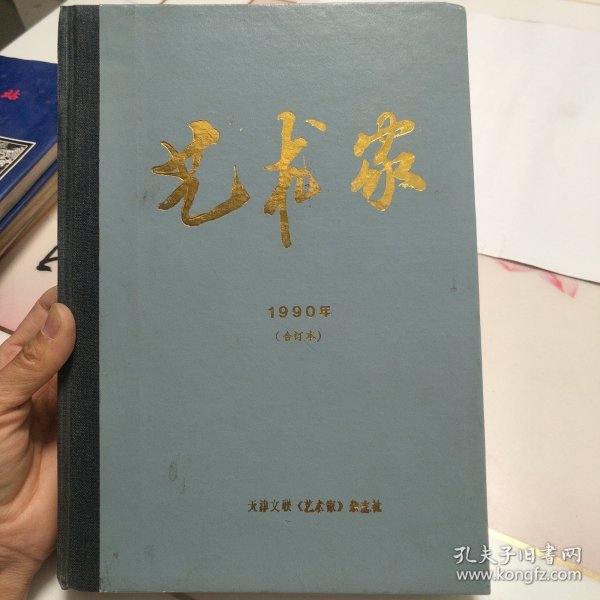 艺术家
1990年
(合订本)
天津文联《艺术家》杂志社
孔夫子旧书网
www.kongfz.com